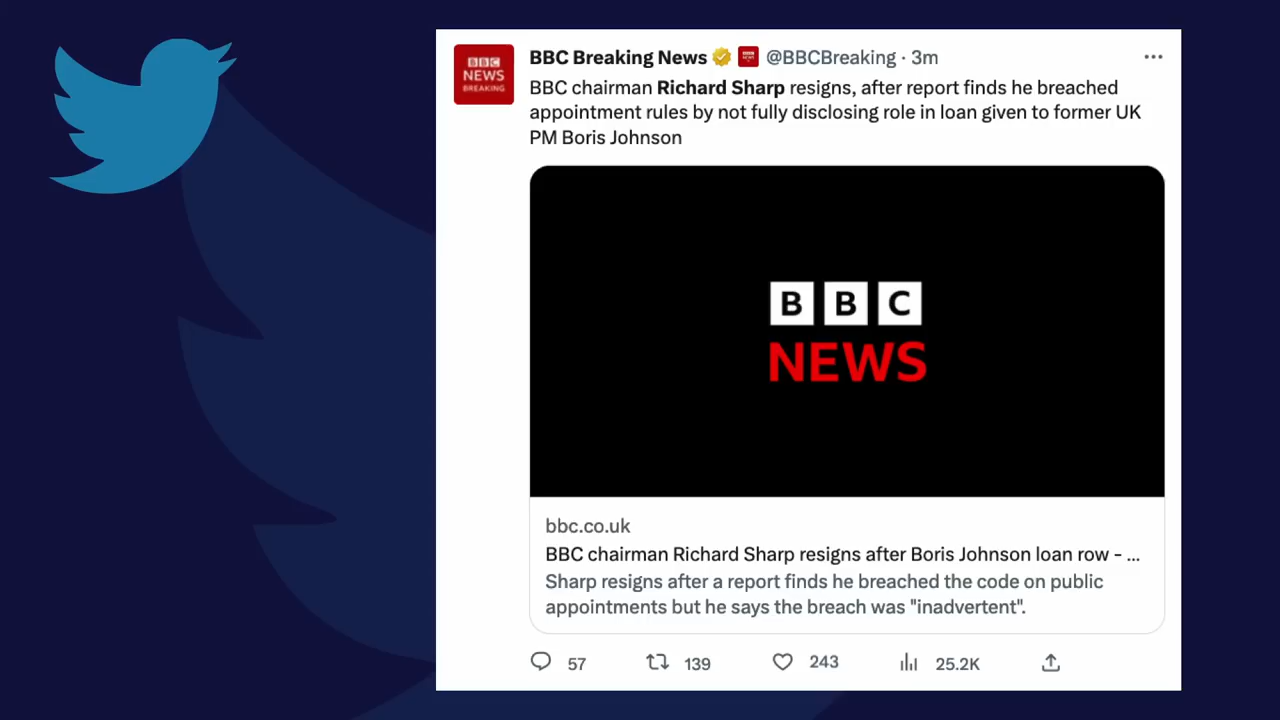 BBC
NEWS
BREAKING
BBC Breaking News @BBCBreaking · 3m
BBC chairman Richard Sharp resigns, after report finds he breached
appointment rules by not fully disclosing role in loan given to former UK
PM Boris Johnson
BBC
NEWS
bbc.co.uk
BBC chairman Richard Sharp resigns after Boris Johnson loan row - ...
Sharp resigns after a report finds he breached the code on public
appointments but he says the breach was "inadvertent".
57 139 243 25.2K